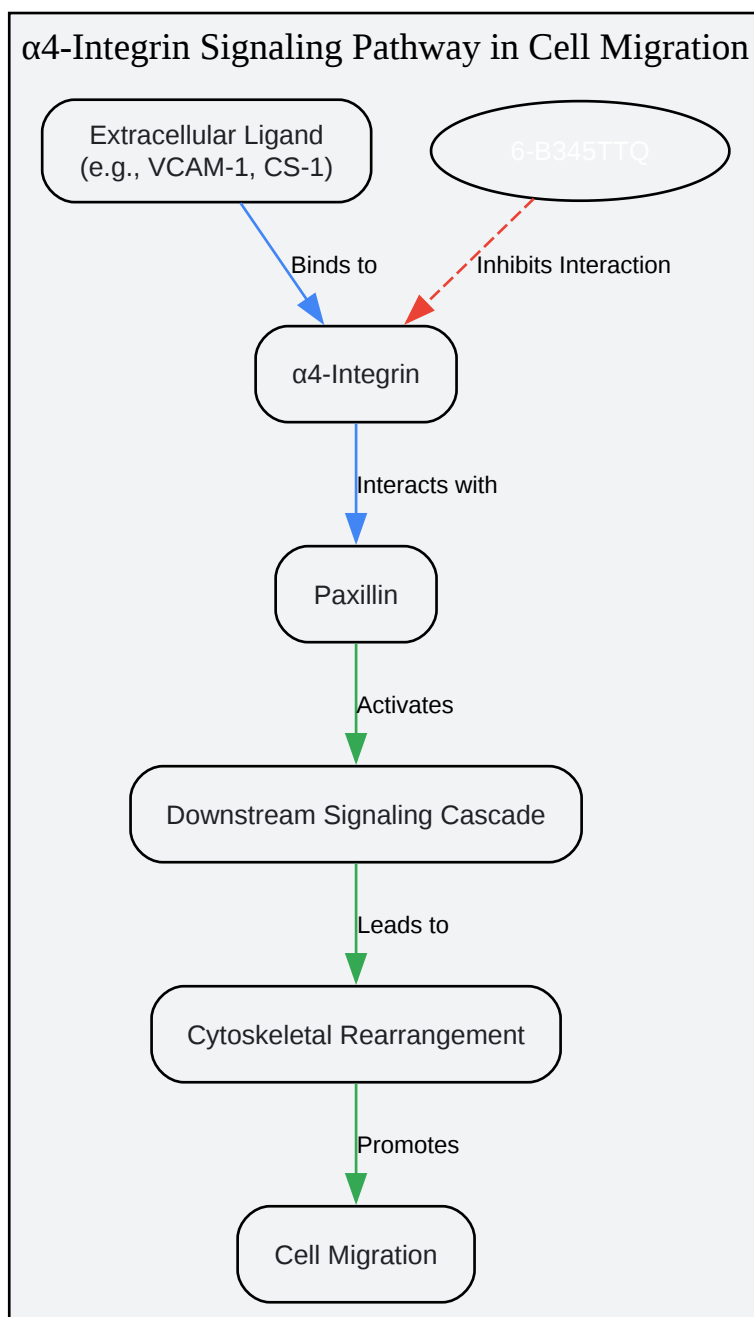 α4-Integrin Signaling Pathway in Cell Migration
Extracellular Ligand
(e.g., VCAM-1, CS-1)
6-B345TTQ
Binds to
Inhibits Interaction
α4-Integrin
Interacts with
Paxillin
Activates
Downstream Signaling Cascade
Leads to
Cytoskeletal Rearrangement
Promotes
Cell Migration